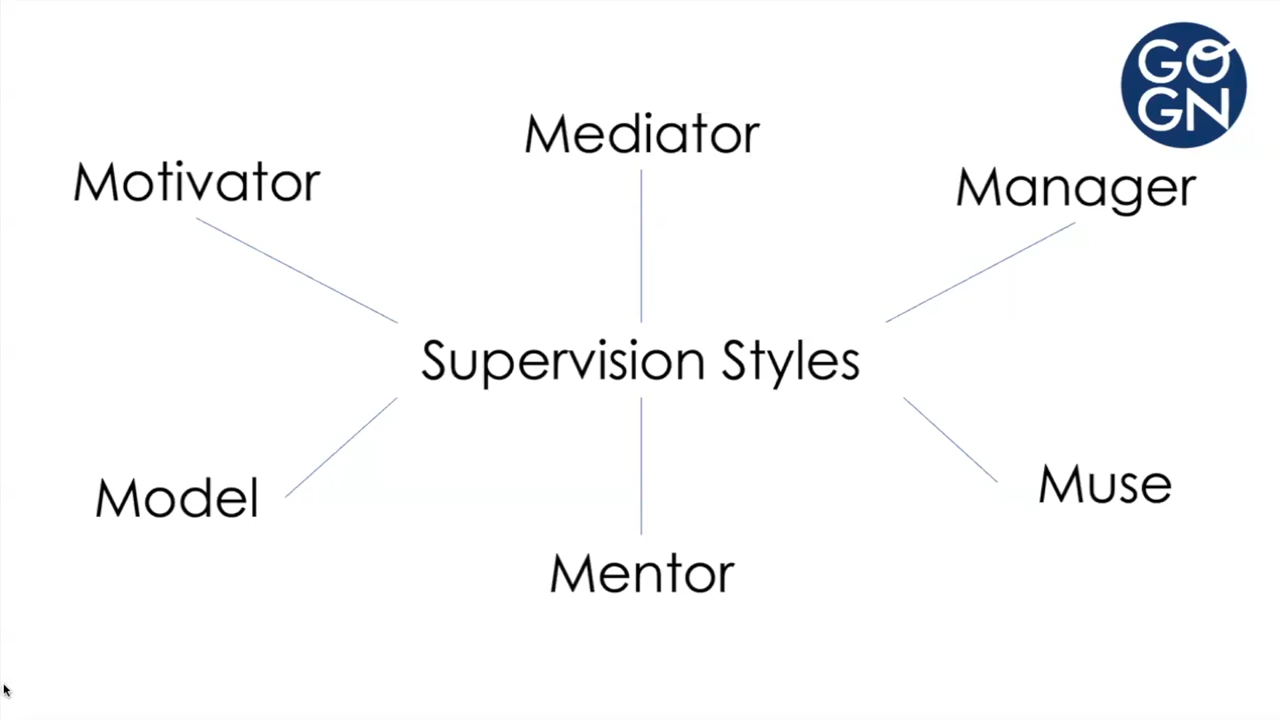 GO
GN
Mediator
Motivator
Manager
Supervision Styles
Model
Muse
Mentor